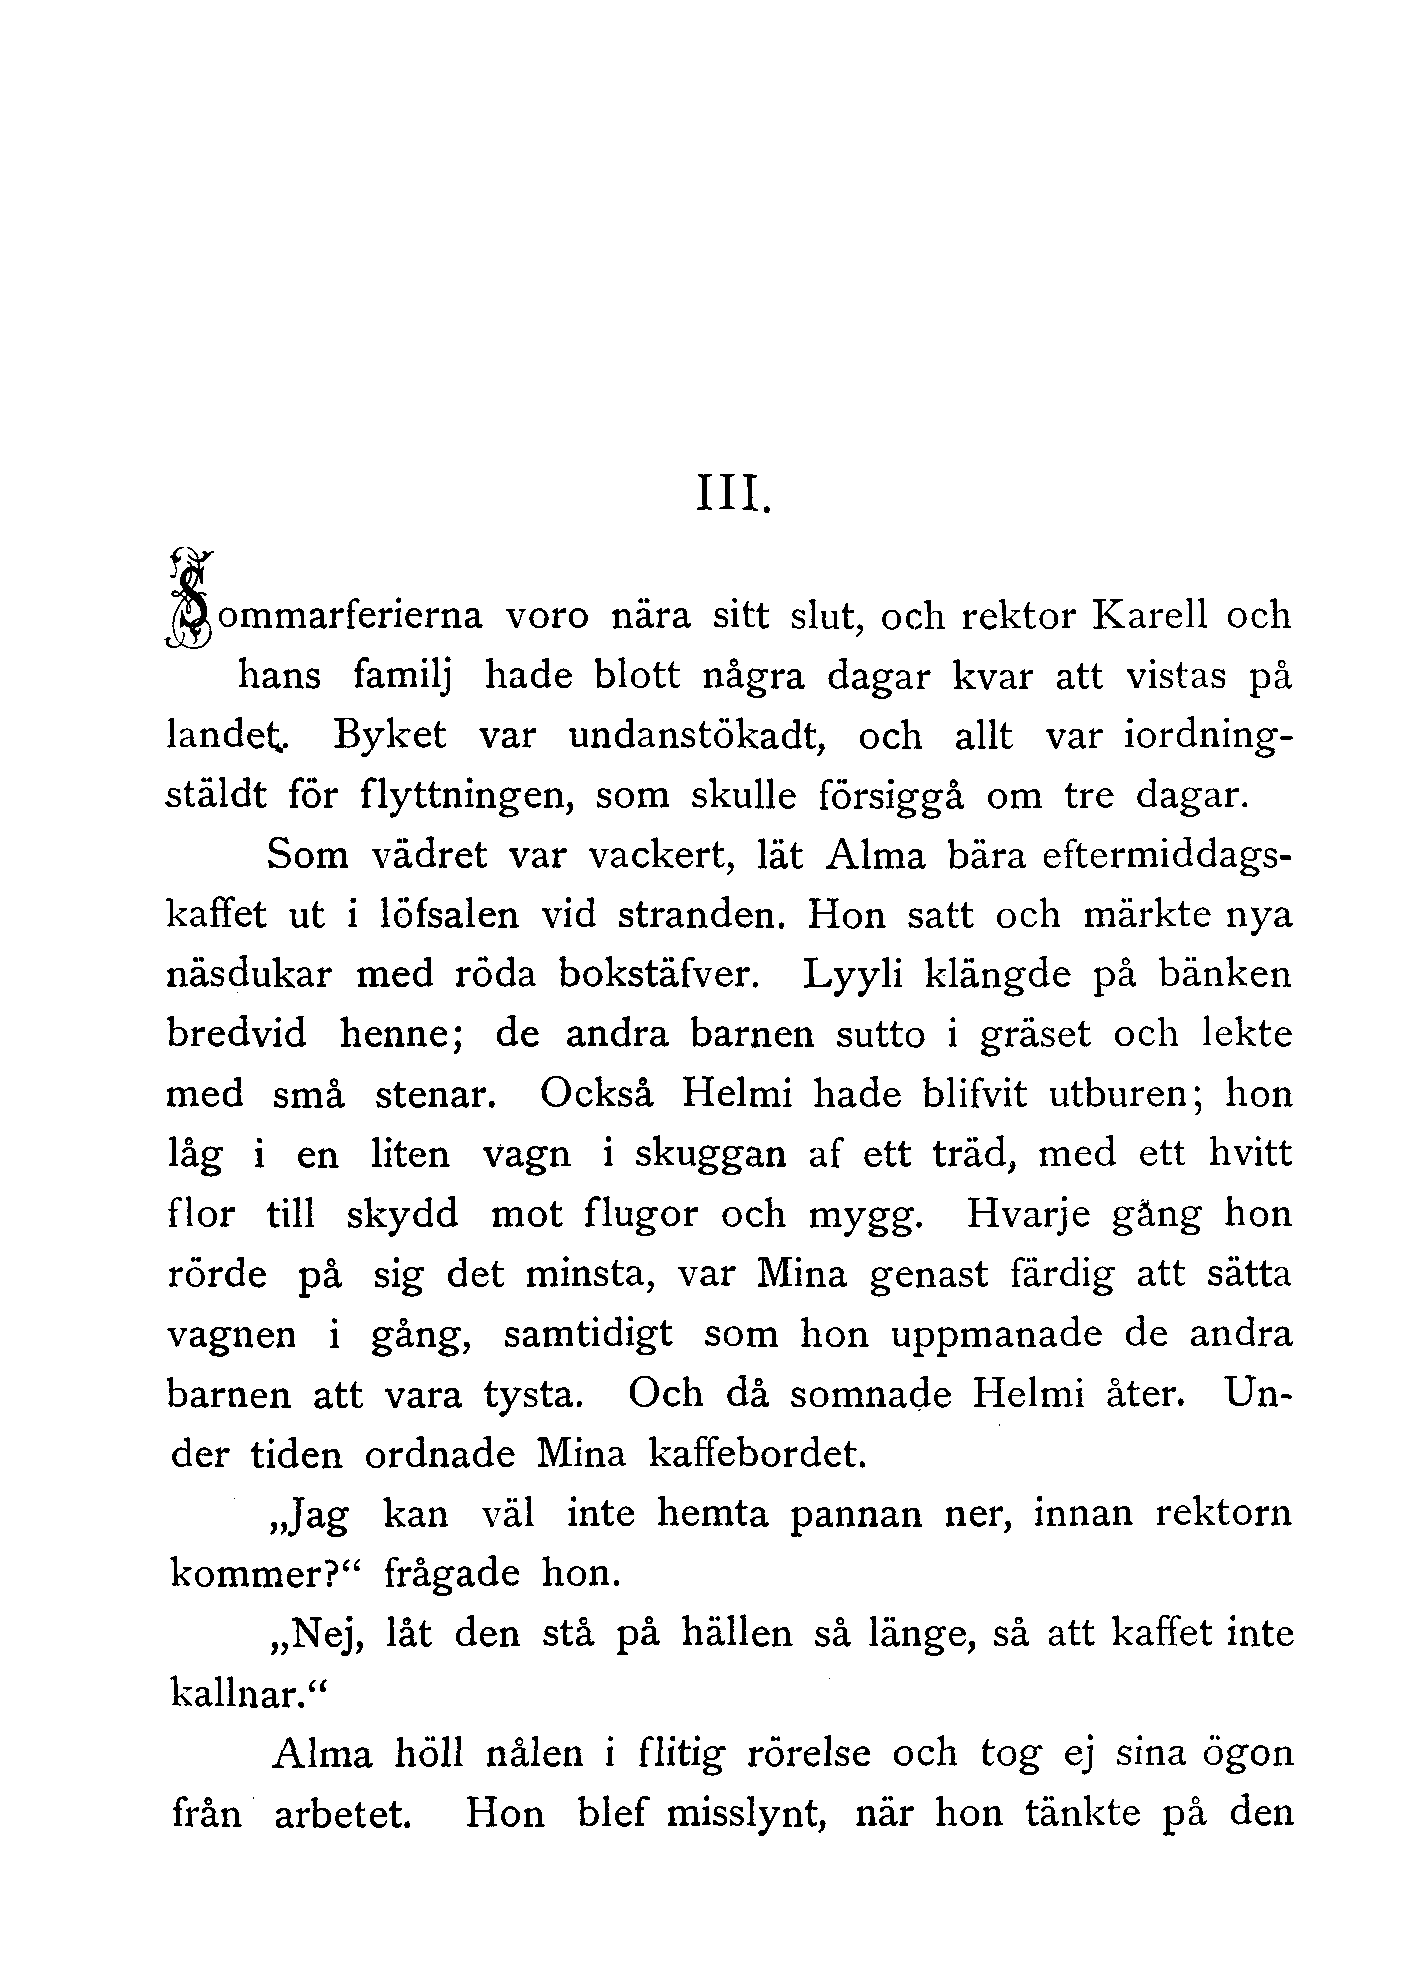 III.
Sommarferierna voro nära sitt slut, och rektor Karell och
hans familj hade blott några dagar kvar att vistas på
landet. Byket var undanstökadt, och allt var iordning-
stäldt för flyttningen, som skulle försiggå om tre dagar.
Som vädret var vackert, lät Alma bära eftermiddags-
kaffet ut i löfsalen vid stranden. Hon satt och märkte nya
näsdukar med röda bokstäfver. Lyyli klängde på bänken
bredvid henne; de andra barnen sutto i gräset och lekte
med små stenar. Också Helmi hade blifvit utburen; hon
låg i en liten vagn i skuggan af ett träd, med ett hvitt
flor till skydd mot flugor och mygg. Hvarje gång hon
rörde på sig det minsta, var Mina genast färdig att sätta
vagnen i gång, samtidigt som hon uppmanade de andra
barnen att vara tysta. Och då somnade Helmi åter. Un-
der tiden ordnade Mina kaffebordet.
„Jag kan väl inte hemta pannan ner, innan rektorn
kommer?“ frågade hon.
„Nej, låt den stå på hällen så länge, så att kaffet inte
kallnar.“
Alma höll nålen i flitig rörelse och tog ej sina ögon
från arbetet. Hon blef misslynt, när hon tänkte på den